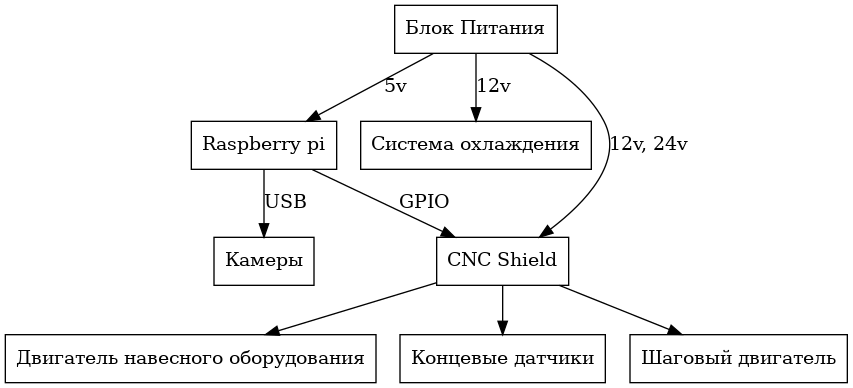 Блок Питания
5v
12v
Raspberry pi
Система охлаждения
12v, 24v
USB
GPIO
Камеры
CNC Shield
Двигатель навесного оборудования
Концевые датчики
Шаговый двигатель